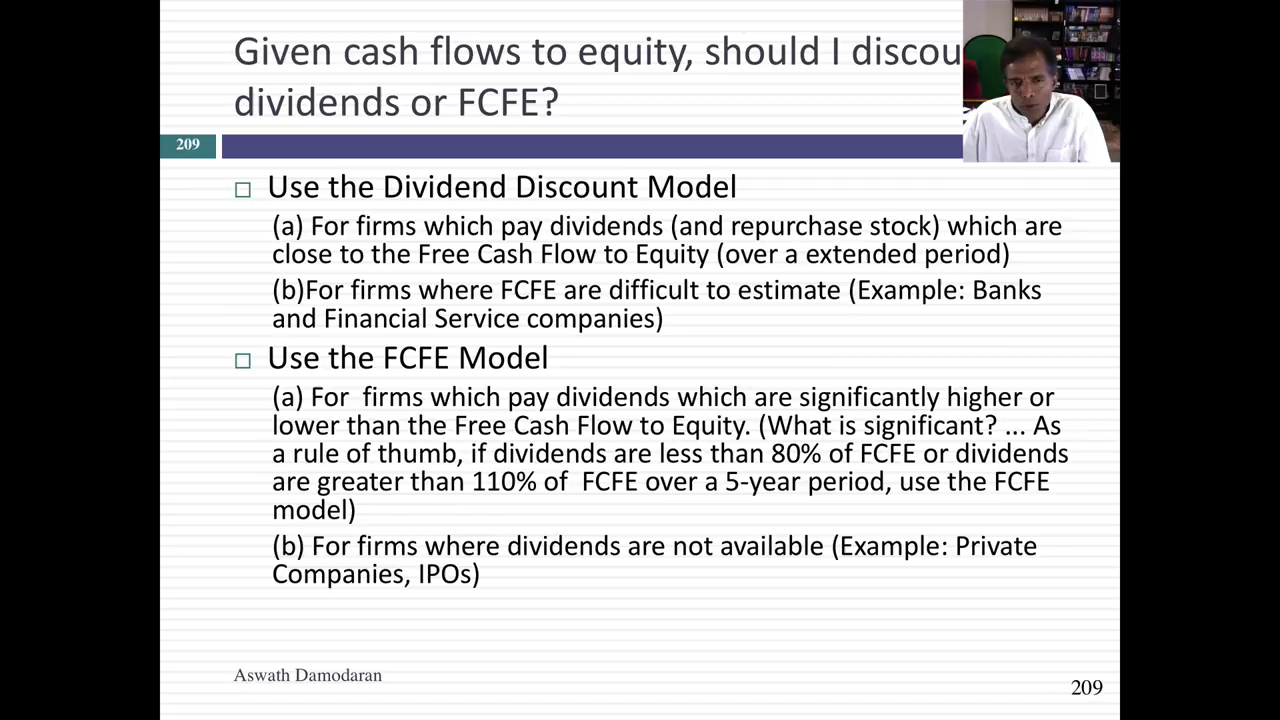 Given cash flows to equity, should I discou
dividends or FCFE?
209
□ Use the Dividend Discount Model
(a) For firms which pay dividends (and repurchase stock) which are
close to the Free Cash Flow to Equity (over a extended period)
(b)For firms where FCFE are difficult to estimate (Example: Banks
and Financial Service companies)
□ Use the FCFE Model
(a) For  firms which pay dividends which are significantly higher or
lower than the Free Cash Flow to Equity. (What is significant? ... As
a rule of thumb, if dividends are less than 80% of FCFE or dividends
are greater than 110% of  FCFE over a 5-year period, use the FCFE
model)
(b) For firms where dividends are not available (Example: Private
Companies, IPOs)
Aswath Damodaran
209